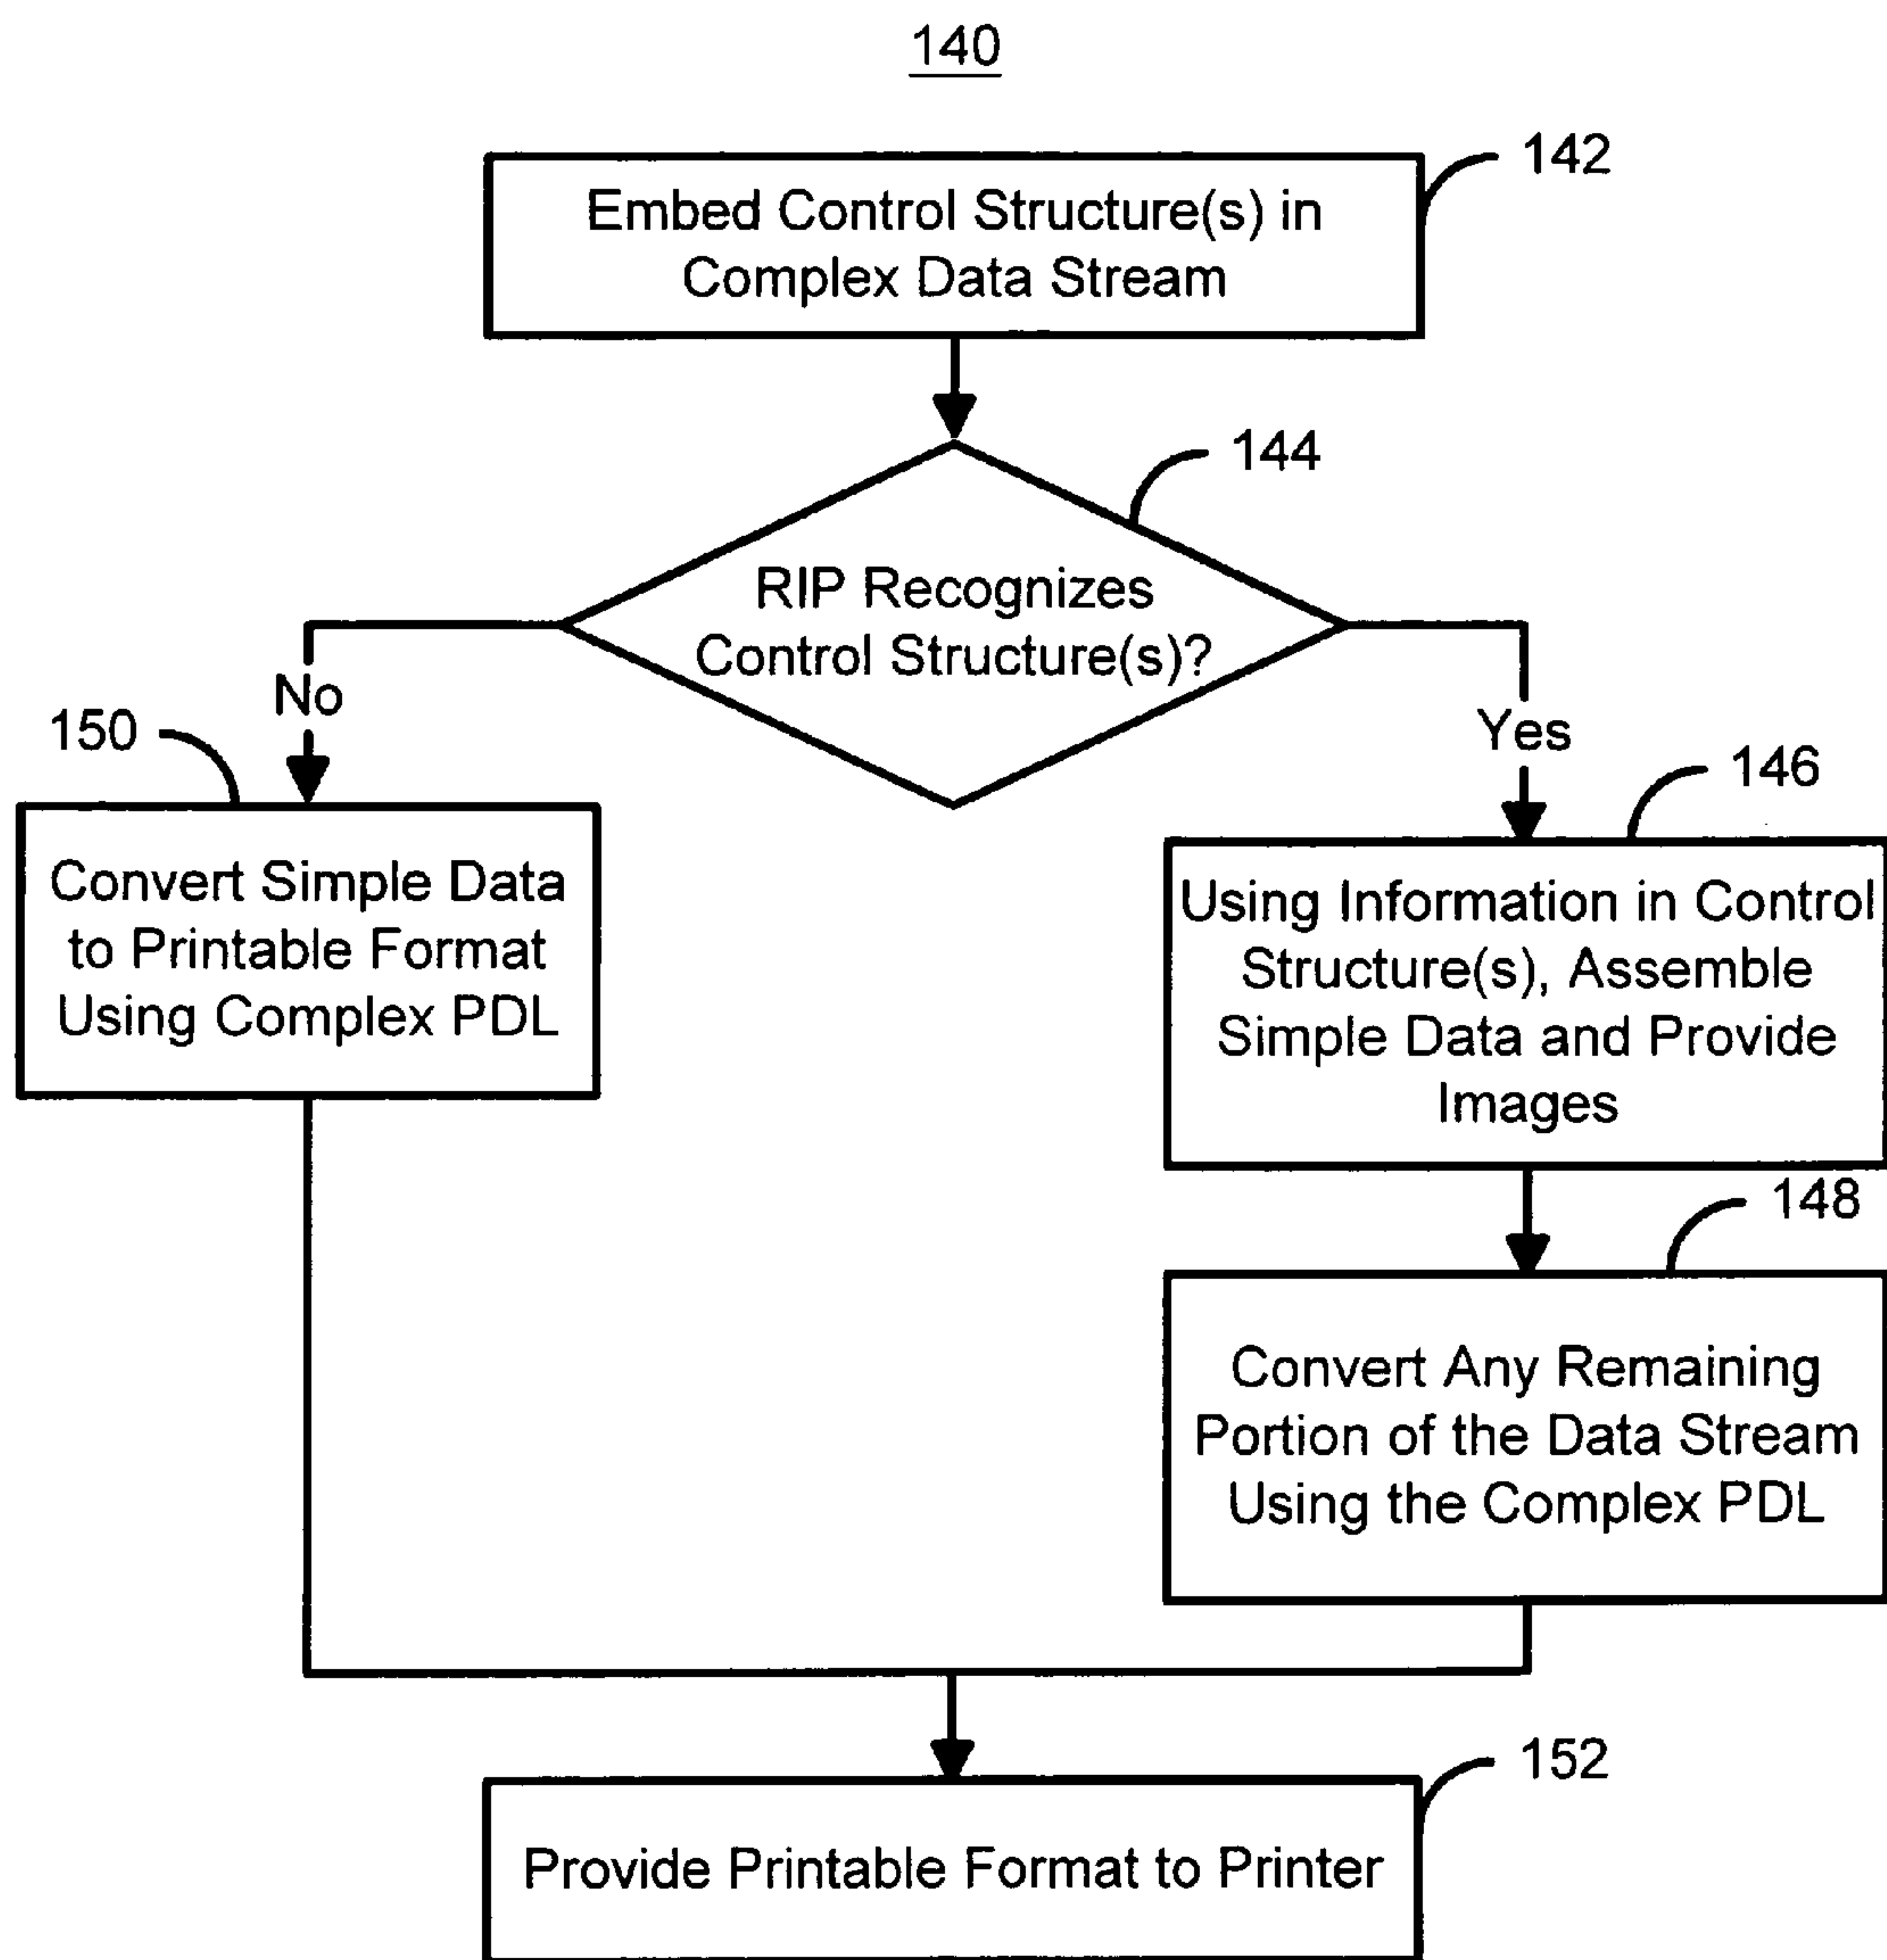 140
142
Embed Control Structure(s) in
Complex Data Stream
144
RIP Recognizes
Control Structure(s)?
No
Yes
150
146
Convert Simple Data
to Printable Format
Using Complex PDL
Using Information in Control
Structure(s), Assemble
Simple Data and Provide
Images
148
Convert Any Remaining
Portion of the Data Stream
Using the Complex PDL
152
Provide Printable Format to Printer